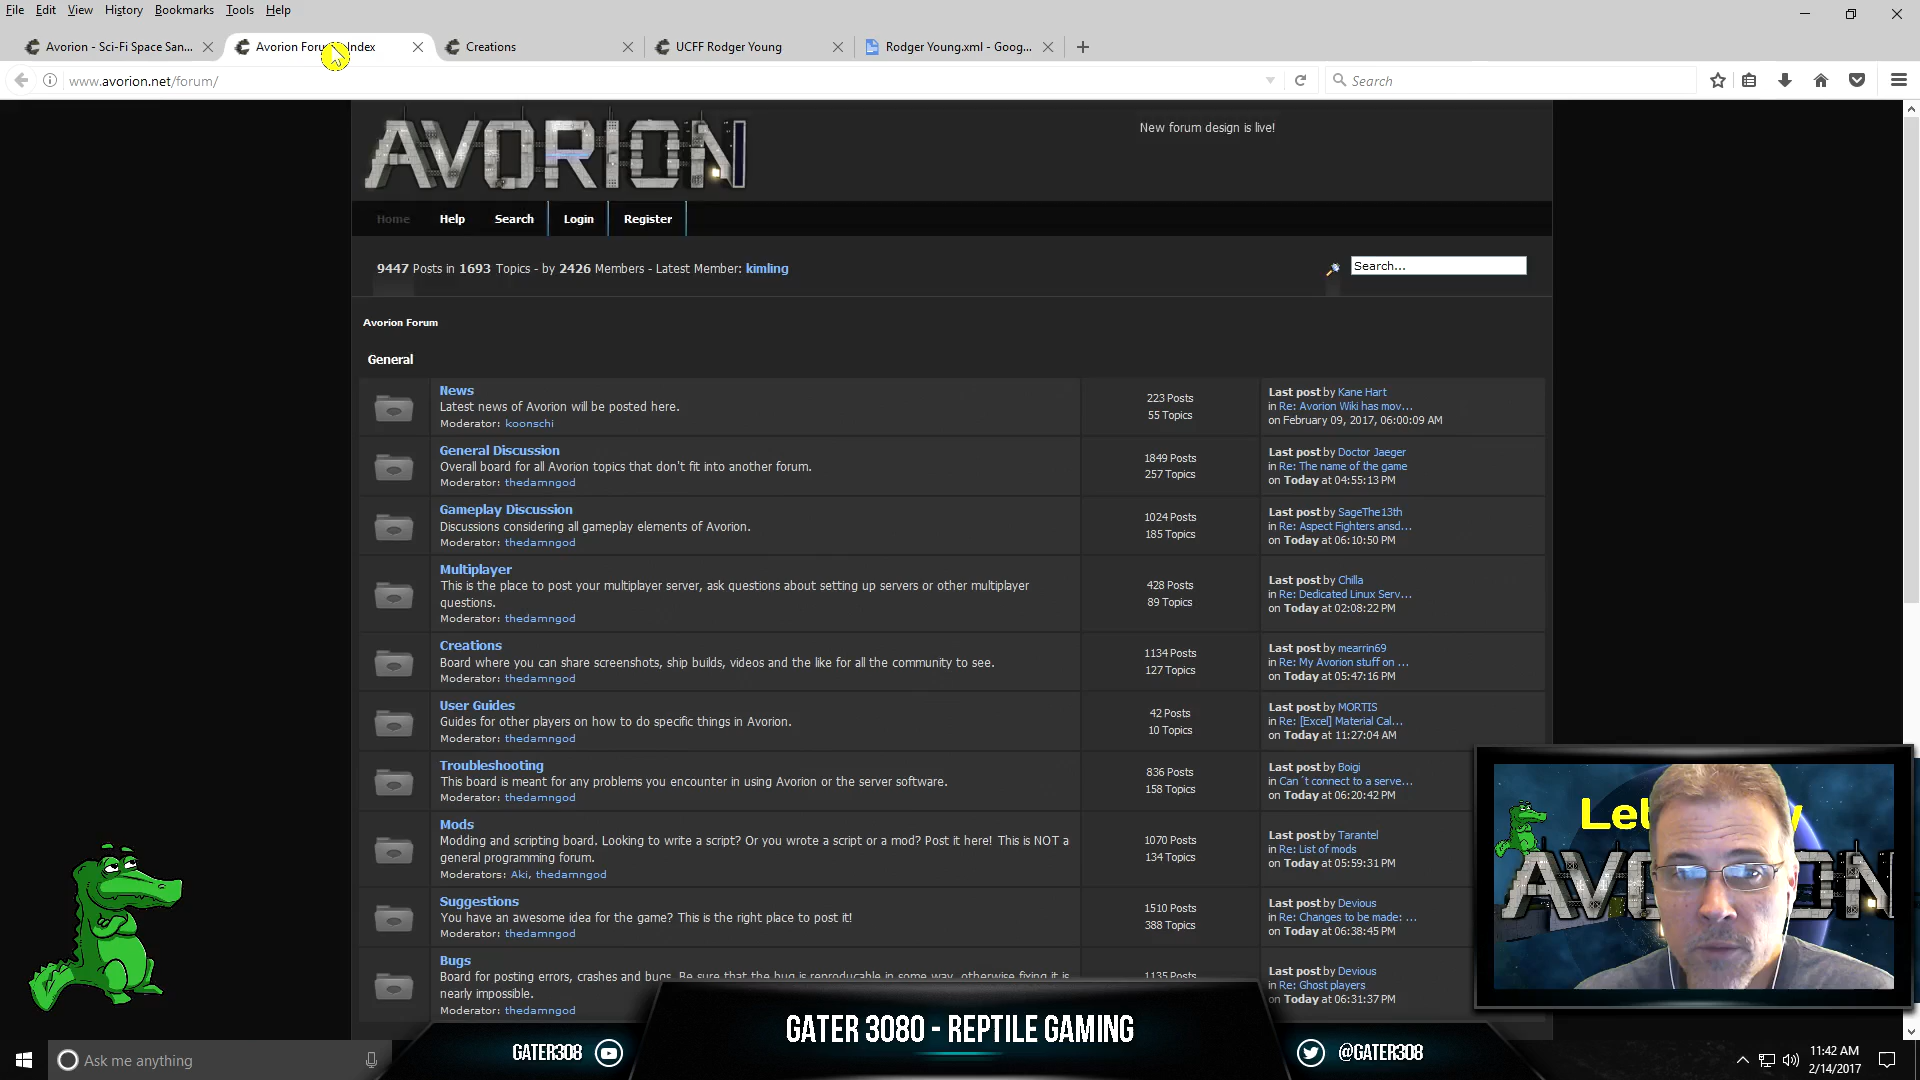 File Edit View History Bookmarks Tools Help
Avorion - Sci-Fi Space San...
Avorion Foru Index
Creations
UCFF Rodger Young
Rodger Young.xml - Goog...
www.avorion.net/forum/
Search
AVORION
New forum design is live!
Home Help Search Login Register
9447 Posts in 1693 Topics - by 2426 Members - Latest Member: kimling
Search...
Avorion Forum
General
News
Latest news of Avorion will be posted here.
Moderator: koonschi
223 Posts
55 Topics
Last post by Kane Hart
in Re: Avorion Wiki has mov...
on February 09, 2017, 06:00:09 AM
General Discussion
Overall board for all Avorion topics that don't fit into another forum.
Moderator: thedamngod
1849 Posts
257 Topics
Last post by Doctor Jaeger
in Re: The name of the game
on Today at 04:55:13 PM
Gameplay Discussion
Discussions considering all gameplay elements of Avorion.
Moderator: thedamngod
1024 Posts
185 Topics
Last post by SageThe13th
in Re: Aspect Fighters ansd...
on Today at 06:10:50 PM
Multiplayer
This is the place to post your multiplayer server, ask questions about setting up servers or other multiplayer
questions.
Moderator: thedamngod
428 Posts
89 Topics
Last post by Chilla
in Re: Dedicated Linux Serv...
on Today at 02:08:22 PM
Creations
Board where you can share screenshots, ship builds, videos and the like for all the community to see.
Moderator: thedamngod
1134 Posts
127 Topics
Last post by mearrin69
in Re: My Avorion stuff on ...
on Today at 05:47:16 PM
User Guides
Guides for other players on how to do specific things in Avorion.
Moderator: thedamngod
42 Posts
10 Topics
Last post by MORTIS
in Re: [Excel] Material Cal...
on Today at 11:27:04 AM
Troubleshooting
This board is meant for any problems you encounter in using Avorion or the server software.
Moderator: thedamngod
836 Posts
158 Topics
Last post by Boigi
in Can´t connect to a serve...
on Today at 06:20:42 PM
Mods
Modding and scripting board. Looking to write a script? Or you wrote a script or a mod? Post it here! This is NOT a
general programming forum.
Moderators: Aki, thedamngod
1070 Posts
134 Topics
Last post by Tarantel
in Re: List of mods
on Today at 05:59:31 PM
Suggestions
You have an awesome idea for the game? This is the right place to post it!
Moderator: thedamngod
1510 Posts
388 Topics
Last post by Devious
in Re: Changes to be made: ...
on Today at 06:38:45 PM
Bugs
Board for posting errors, crashes and bugs. Be sure that the bug is reproducable in some way, otherwise fixing it is
nearly impossible.
Moderator: thedamngod
1135 Posts
Last post by Devious
in Re: Ghost players
on Today at 06:31:37 PM
GATER 3080 - REPTILE GAMING
GATER308
@GATER308
Ask me anything
11:42 AM
2/14/2017